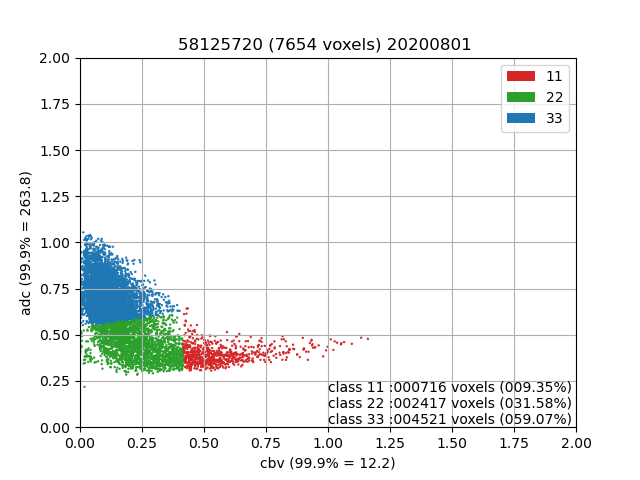 58125720 (7654 voxels) 20200801
2.00
1.75
1.50
1.25
1.00
0.75
0.50
0.25
0.00
adc (99.9% = 263.8)
11
22
33
class 11 :000716 voxels (009.35%)
class 22 :002417 voxels (031.58%)
class 33 :004521 voxels (059.07%)
0.00 0.25 0.50 0.75 1.00 1.25 1.50 1.75 2.00
cbv (99.9% = 12.2)